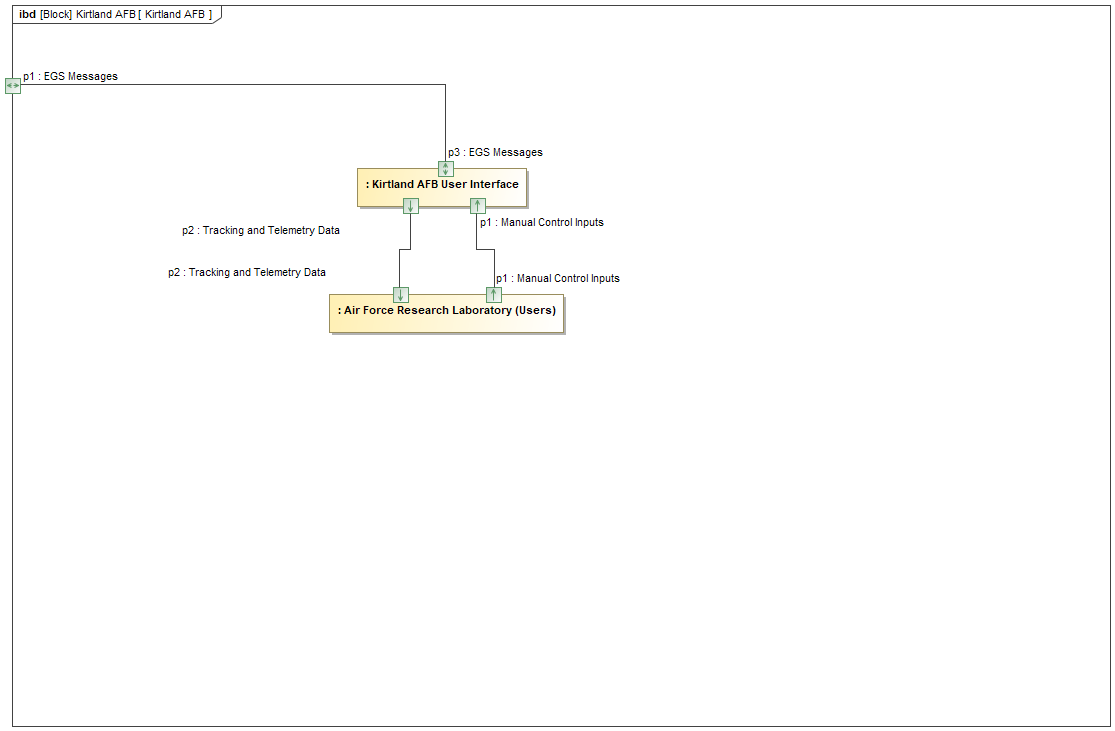 ibd [Block] Kirtland AFB [ Kirtland AFB ]
p1 : EGS Messages
p3 : EGS Messages
: Kirtland AFB User Interface
p1 : Manual Control Inputs
p2 : Tracking and Telemetry Data
p2 : Tracking and Telemetry Data
p1 : Manual Control Inputs
: Air Force Research Laboratory (Users)